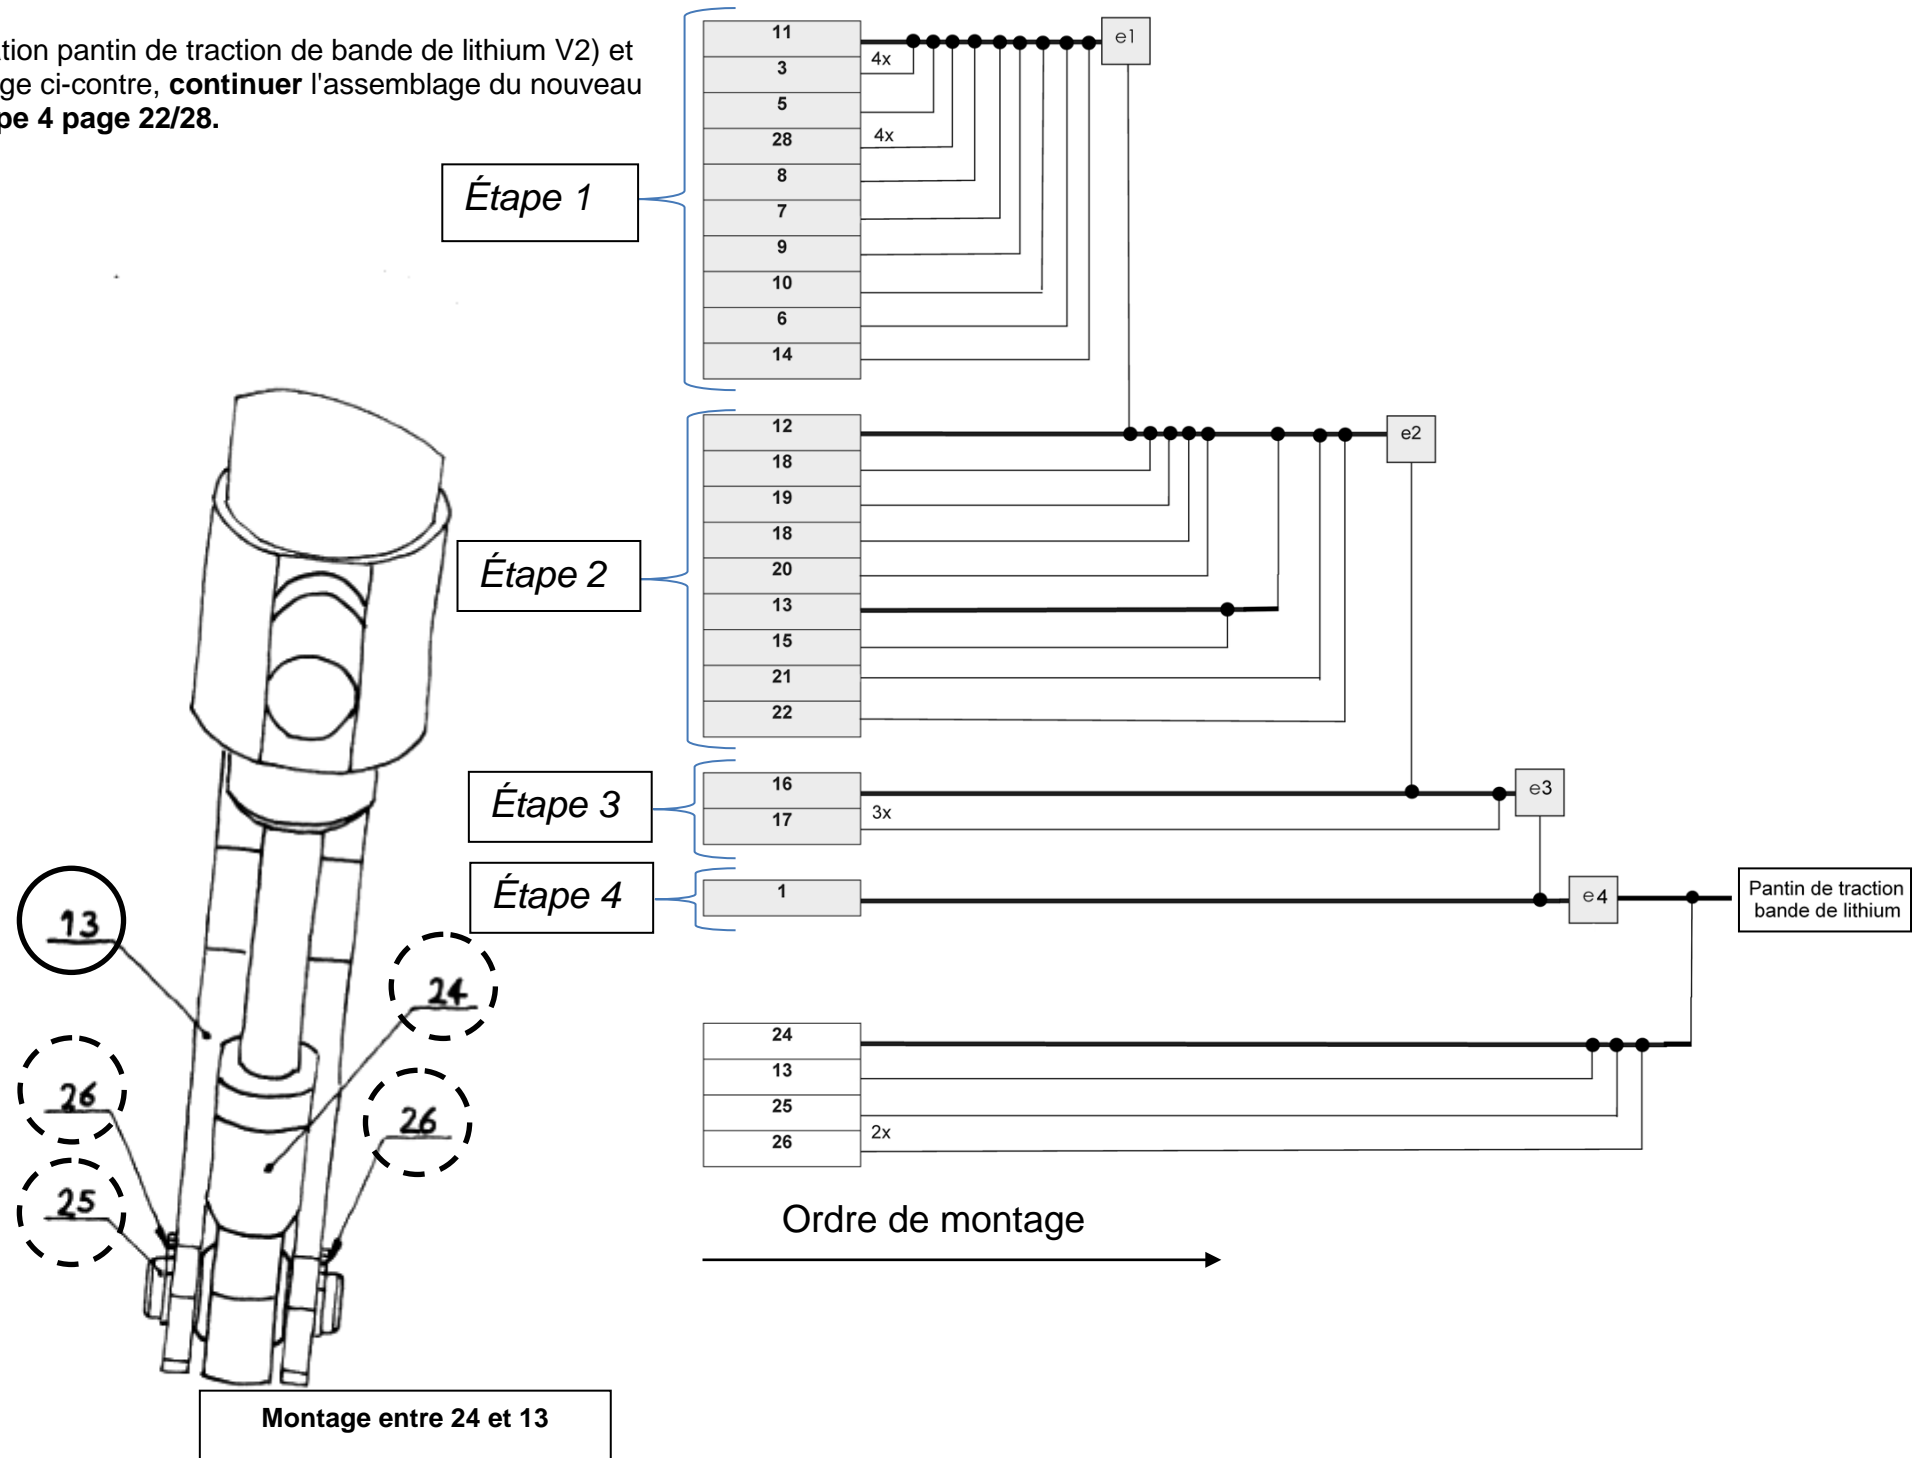 tion pantin de traction de bande de lithium V2) et
ge ci-contre, continuer l'assemblage du nouveau
pe 4 page 22/28.
Étape 1
11
3
4x
5
28
4x
8
7
9
10
6
14
e1
Étape 2
12
18
19
18
20
13
15
21
22
e2
Étape 3
16
17
3x
e3
Étape 4
1
e4
Pantin de traction
bande de lithium
24
13
25
26
2x
Ordre de montage
13
24
26
26
25
Montage entre 24 et 13